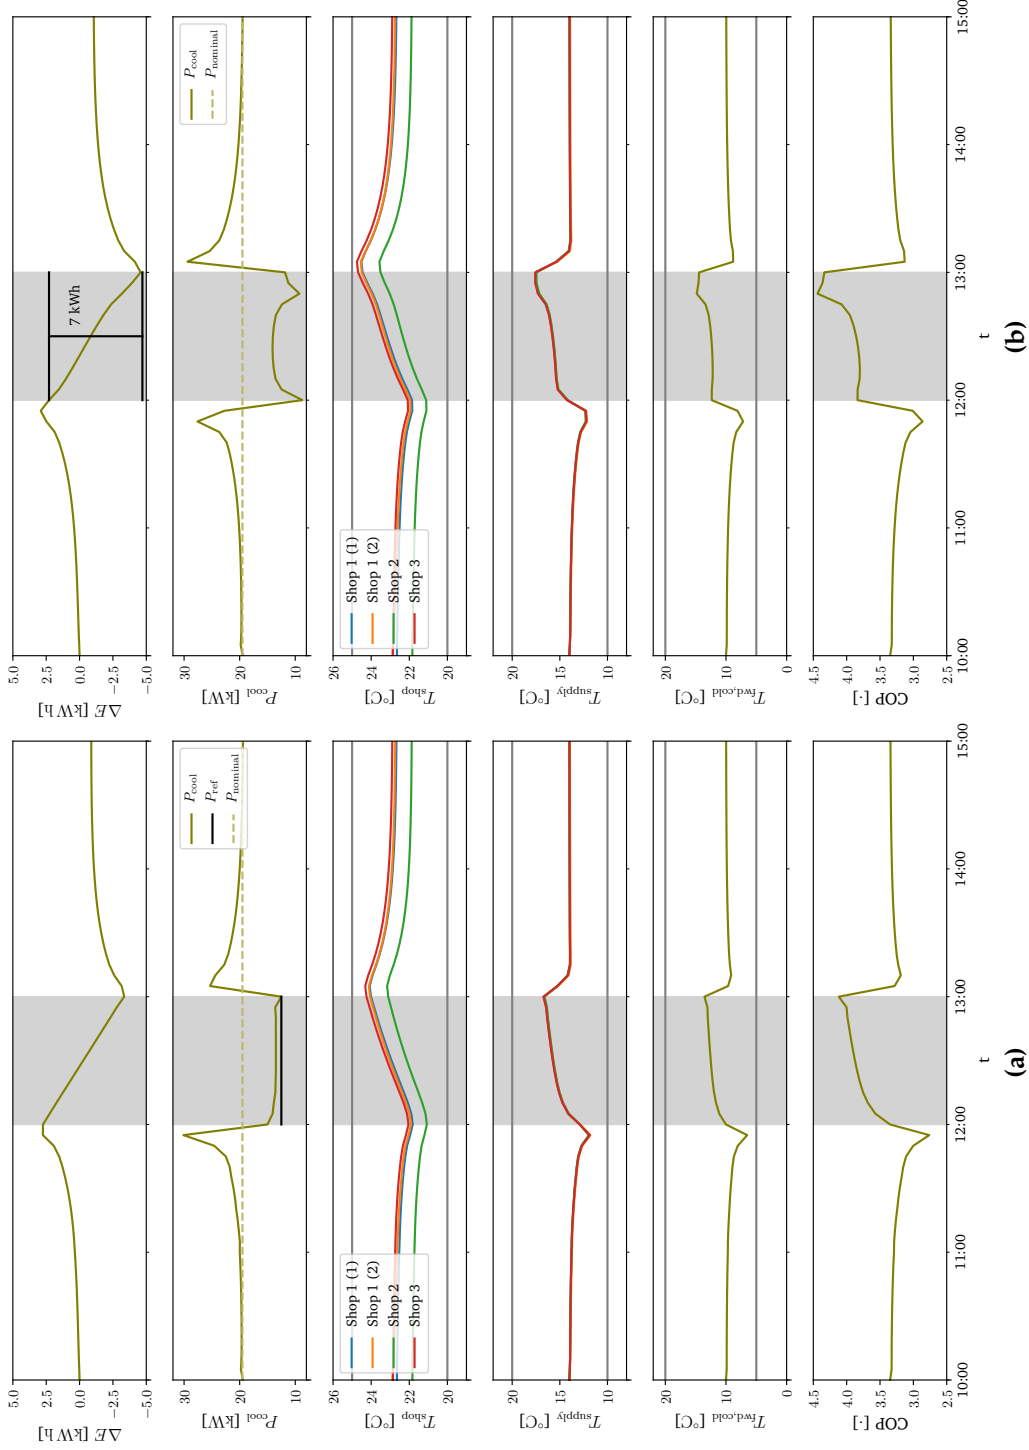 5.0
2.5
0.0
−2.5
−5.0
ΔE [kW h]
30
20
10
P_cool [kW]
P_cool
P_ref
P_nominal
26
24
22
20
T_shop [°C]
Shop 1 (1)
Shop 1 (2)
Shop 2
Shop 3
20
15
10
T_supply [°C]
20
10
0
T_fwd,cold [°C]
4.5
4.0
3.5
3.0
2.5
COP [·]
10:00
11:00
12:00
13:00
14:00
15:00
t
(a)
5.0
2.5
0.0
−2.5
−5.0
ΔE [kW h]
7 kWh
30
20
10
P_cool [kW]
P_cool
P_nominal
26
24
22
20
T_shop [°C]
Shop 1 (1)
Shop 1 (2)
Shop 2
Shop 3
20
15
10
T_supply [°C]
20
10
0
T_fwd,cold [°C]
4.5
4.0
3.5
3.0
2.5
COP [·]
10:00
11:00
12:00
13:00
14:00
15:00
t
(b)